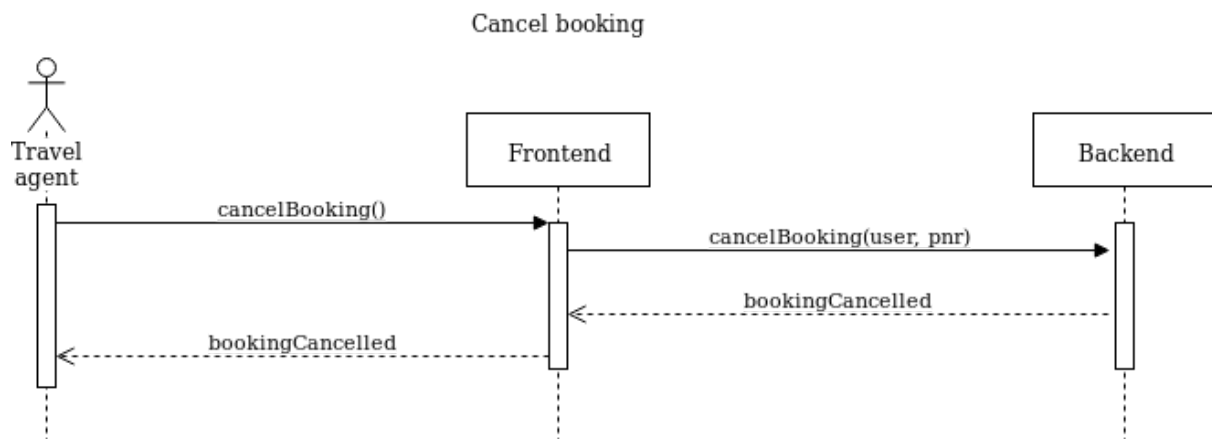 Cancel booking
Travel
agent
Frontend
Backend
cancelBooking()
cancelBooking(user, pnr)
bookingCancelled
bookingCancelled